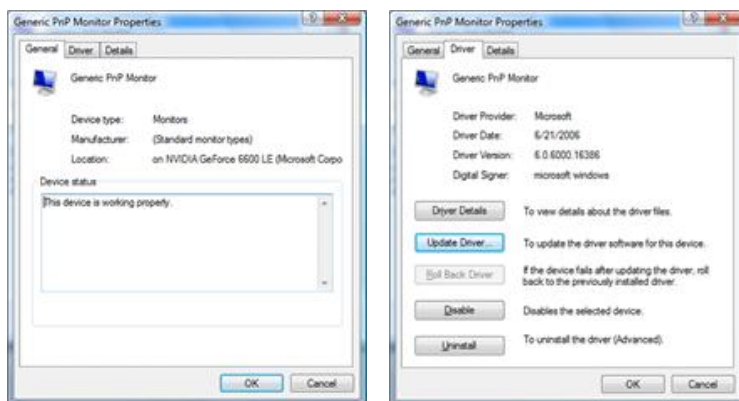 Generic PnP Monitor Properties
General Driver Details
Generic PnP Monitor
Device type: Monitors
Manufacturer: (Standard monitor types)
Location: on NVIDIA GeForce 6600 LE (Microsoft Corpo
Device status
This device is working properly.
OK Cancel
Generic PnP Monitor Properties
General Driver Details
Generic PnP Monitor
Driver Provider: Microsoft
Driver Date: 6/21/2006
Driver Version: 6.0.6000.16386
Digital Signer: microsoft windows
Driver Details To view details about the driver files.
Update Driver... To update the driver software for this device.
Roll Back Driver If the device fails after updating the driver, roll
back to the previously installed driver.
Disable Disables the selected device.
Uninstall To uninstall the driver (Advanced).
OK Cancel